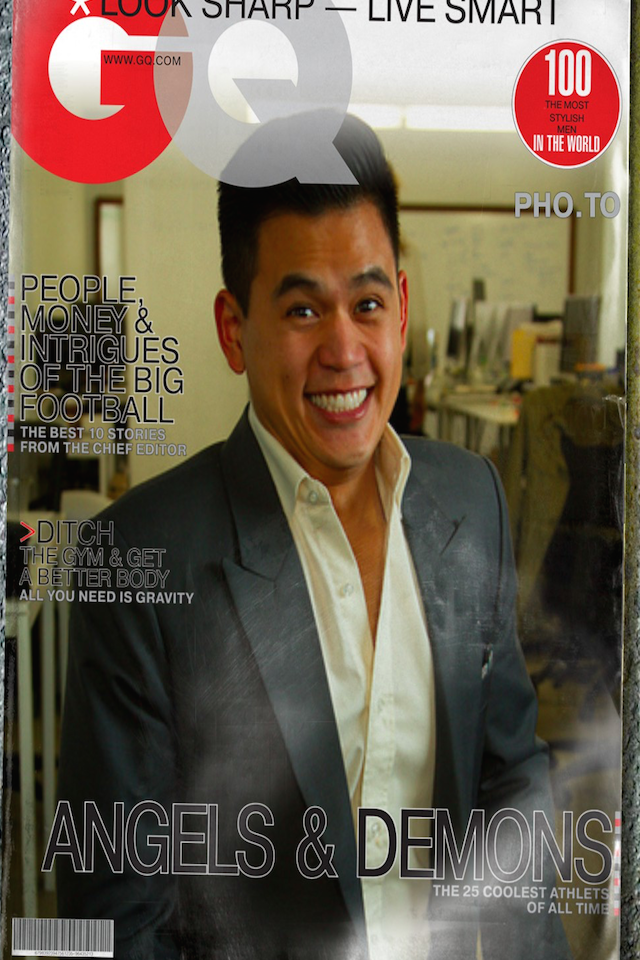 *LOOK SHARP — LIVE SMART
GQ
WWW.GQ.COM
100
THE MOST
STYLISH
MEN
IN THE WORLD
PHO.TO
PEOPLE,
MONEY &
INTRIGUES
OF THE BIG
FOOTBALL
THE BEST 10 STORIES
FROM THE CHIEF EDITOR
>DITCH
THE GYM & GET
A BETTER BODY
ALL YOU NEED IS GRAVITY
ANGELS & DEMONS
THE 25 COOLEST ATHLETS
OF ALL TIME